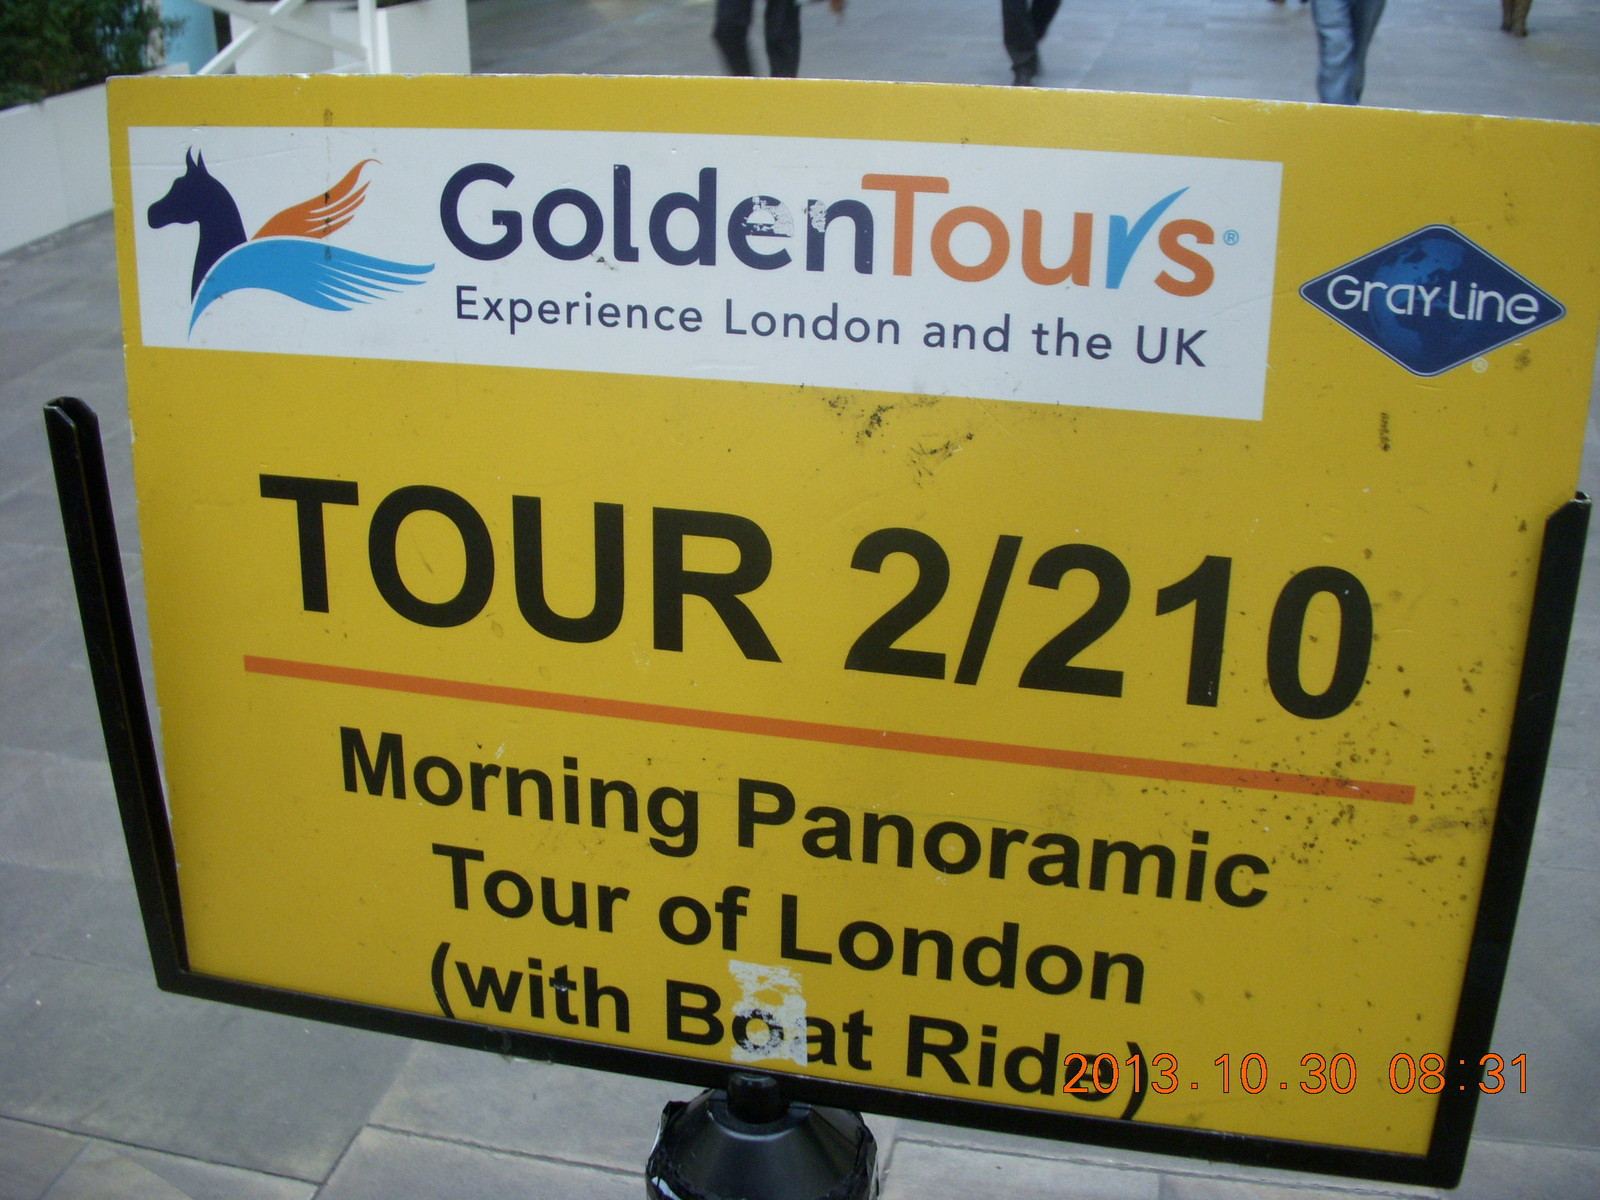 GoldenTours®
Experience London and the UK
Gray Line ®
TOUR 2/210
Morning Panoramic
Tour of London
(with Boat Ride)
2013.10.30 08:31